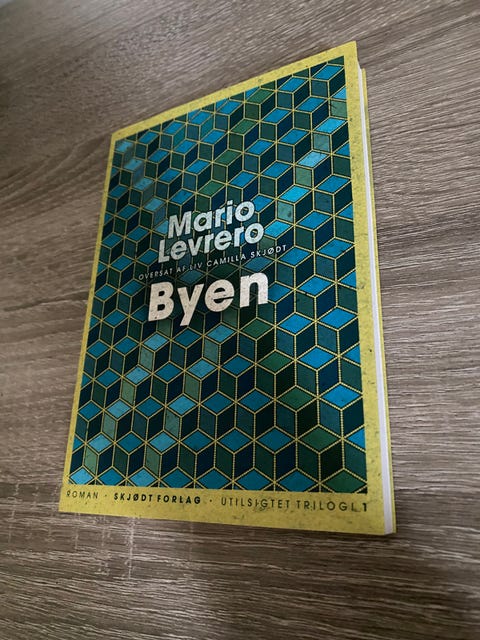 Mario
Levrero
OVERSAT AF LIV CAMILLA SKJØDT
Byen
ROMAN · SKJØDT FORLAG · UTILSIGTET TRILOGI, 1